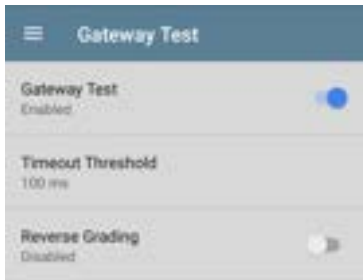 Gateway Test
Gateway Test
Enabled
Timeout Threshold
100 ms
Reverse Grading
Disabled